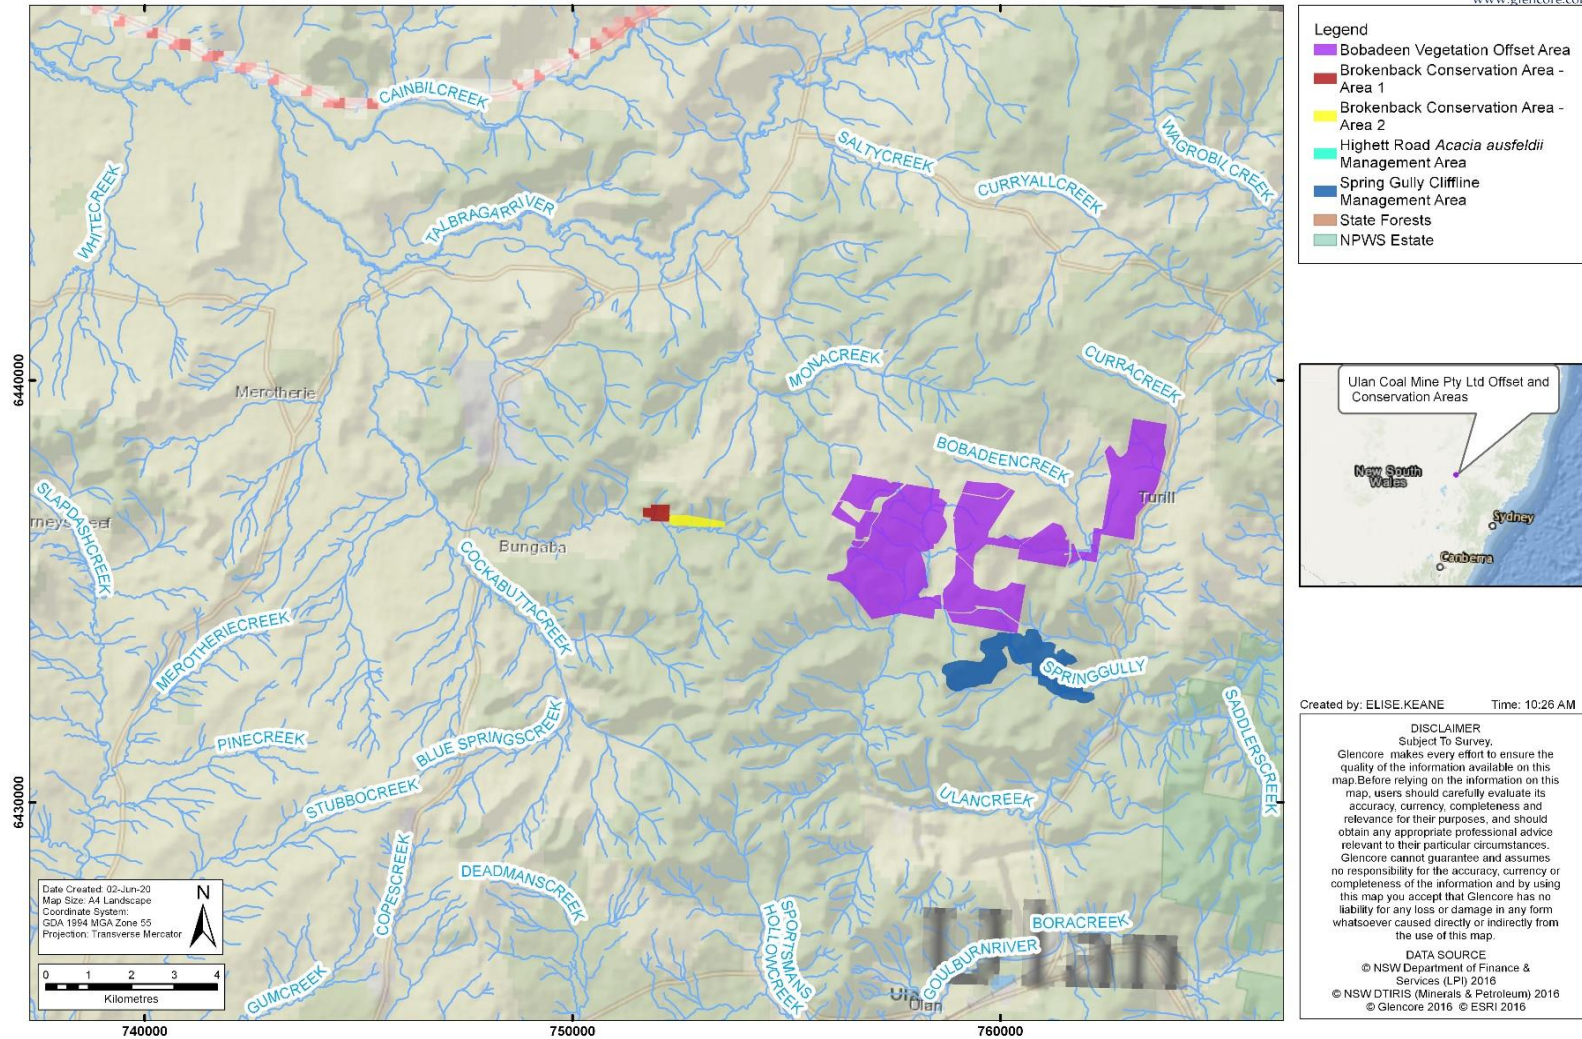 www.glencore.co
Legend
Bobadeen Vegetation Offset Area
Brokenback Conservation Area -
Area 1
Brokenback Conservation Area -
Area 2
Highett Road Acacia ausfeldii
Management Area
Spring Gully Cliffline
Management Area
State Forests
NPWS Estate
CAINBILCREEK
WHITECREEK
TALBRAGARRIVER
SALTYCREEK
CURRYALLCREEK
WAGROBILCREEK
MONACREEK
CURRACREEK
6440000
Merotherie
BOBADEENCREEK
Turill
SLAPDASHCREEK
rneysreef
Bungaba
COCKABUTTACREEK
MEROTHERIECREEK
SPRINGGULLY
SADDLERSCREEK
PINECREEK
BLUE SPRINGSCREEK
STUBBOCREEK
ULANCREEK
6430000
COPESCREEK
DEADMANSCREEK
SPORTSMANS
HOLLOWCREEK
BORACREEK
GOULBURNRIVER
GUMCREEK
Ulan
Ulan
Date Created: 02-Jun-20
Map Size: A4 Landscape
Coordinate System:
GDA 1994 MGA Zone 55
Projection: Transverse Mercator
N
0 1 2 3 4
Kilometres
740000 750000 760000
Ulan Coal Mine Pty Ltd Offset and
Conservation Areas
New South
Wales
Sydney
Canberra
Created by: ELISE.KEANE Time: 10:26 AM
DISCLAIMER
Subject To Survey.
Glencore makes every effort to ensure the
quality of the information available on this
map.Before relying on the information on this
map, users should carefully evaluate its
accuracy, currency, completeness and
relevance for their purposes, and should
obtain any appropriate professional advice
relevant to their particular circumstances.
Glencore cannot guarantee and assumes
no responsibility for the accuracy, currency or
completeness of the information and by using
this map you accept that Glencore has no
liability for any loss or damage in any form
whatsoever caused directly or indirectly from
the use of this map.
DATA SOURCE
© NSW Department of Finance &
Services (LPI) 2016
© NSW DTIRIS (Minerals & Petroleum) 2016
© Glencore 2016 © ESRI 2016